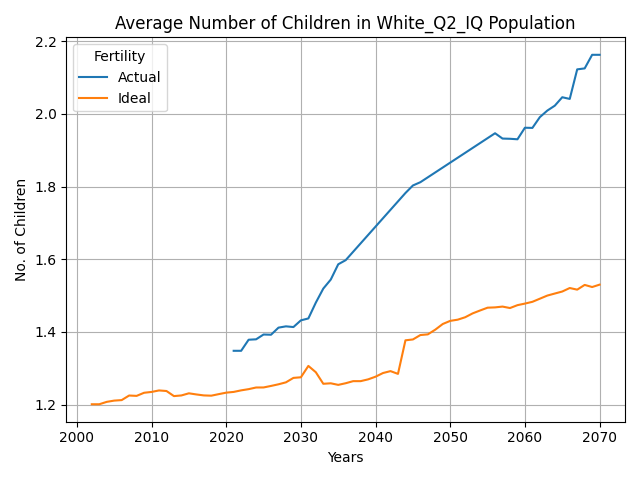 Average Number of Children in White_Q2_IQ Population
2.2
2.0
1.8
1.6
1.4
1.2
No. of Children
Fertility
Actual
Ideal
2000 2010 2020 2030 2040 2050 2060 2070
Years